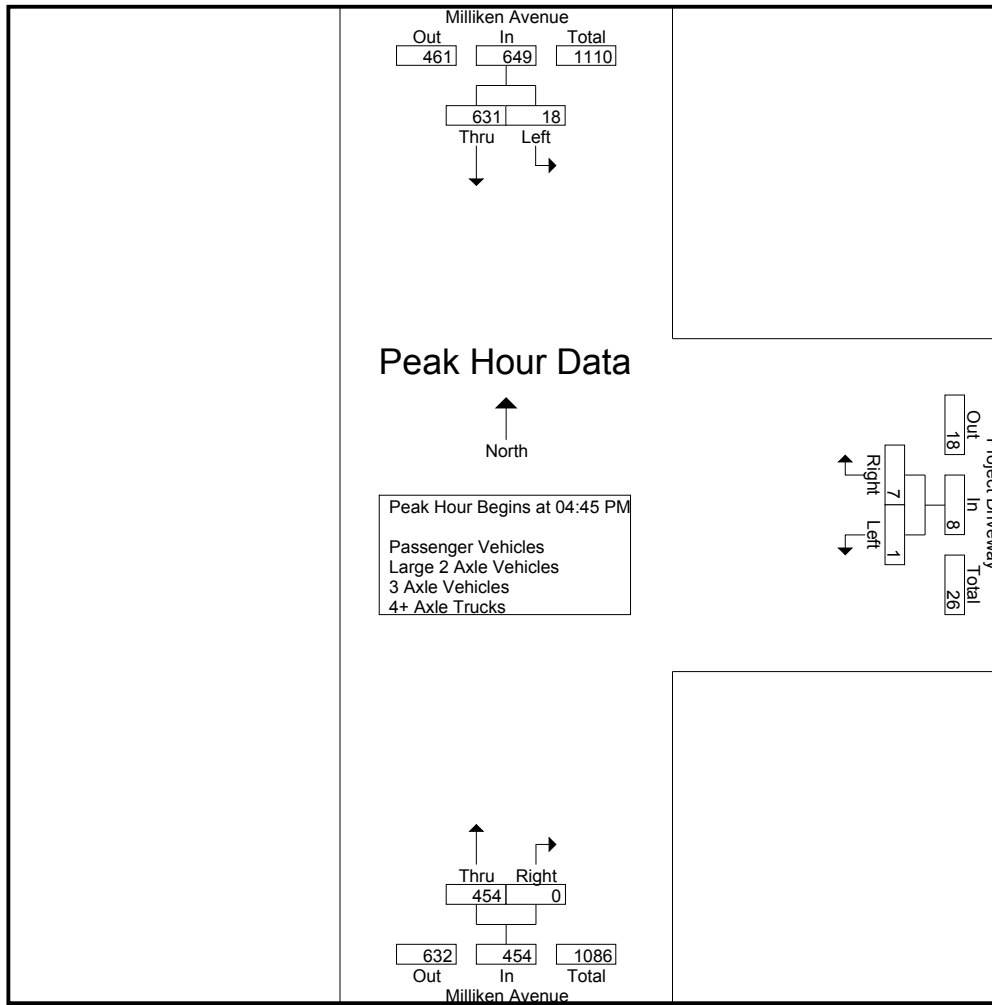 Milliken Avenue
Out In Total
461 649 1110
631 18
Thru Left
Peak Hour Data
North
Peak Hour Begins at 04:45 PM
Passenger Vehicles
Large 2 Axle Vehicles
3 Axle Vehicles
4+ Axle Trucks
Project Driveway
Out In Total
18 8 26
7 1
Right Left
Thru Right
454 0
632 454 1086
Out In Total
Milliken Avenue